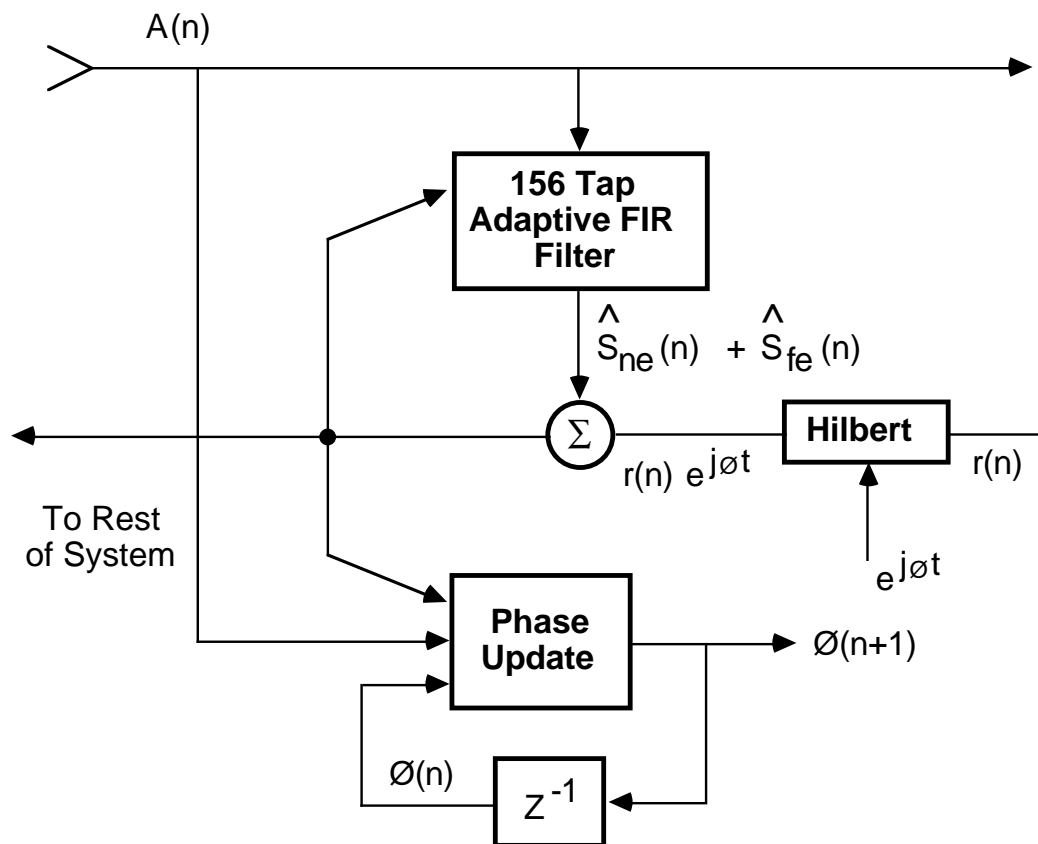 A(n)
156 Tap
Adaptive FIR
Filter
^ ^
S_ne(n) + S_fe(n)
Σ
Hilbert
r(n) e^jøt
r(n)
To Rest
of System
e^jøt
Phase
Update
Ø(n+1)
Ø(n)
Z^-1